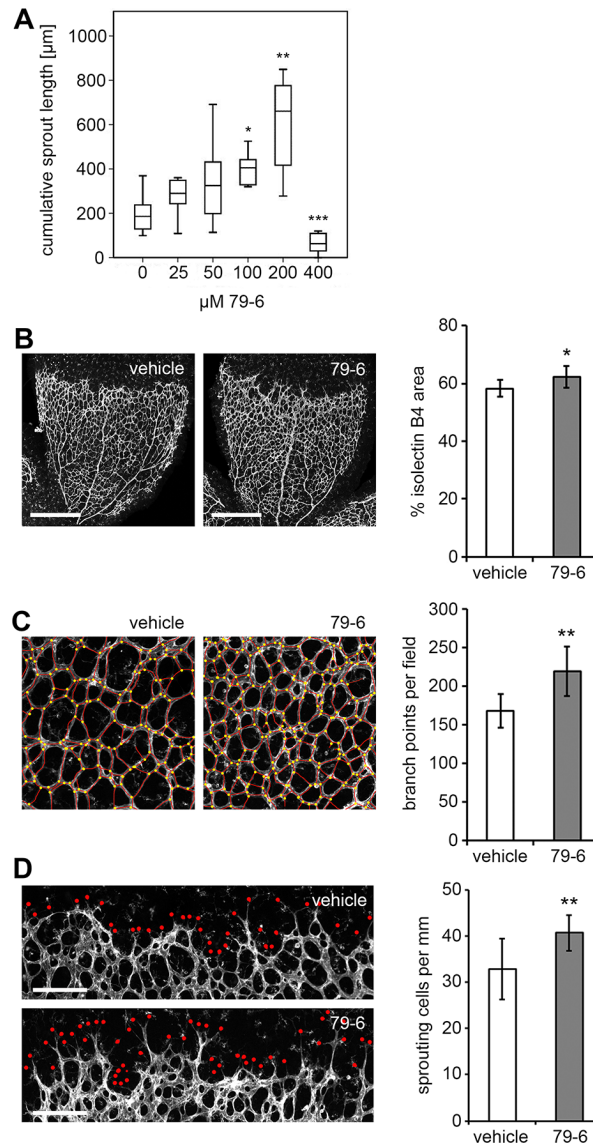 A
cumulative sprout length [µm]
1000
800
600
400
200
0
*
**
***
0 25 50 100 200 400
µM 79-6
B
vehicle
79-6
% isolectin B4 area
80
60
40
20
0
*
vehicle 79-6
C
vehicle
79-6
branch points per field
300
250
200
150
100
50
0
**
vehicle 79-6
D
vehicle
79-6
sprouting cells per mm
50
40
30
20
10
0
**
vehicle 79-6